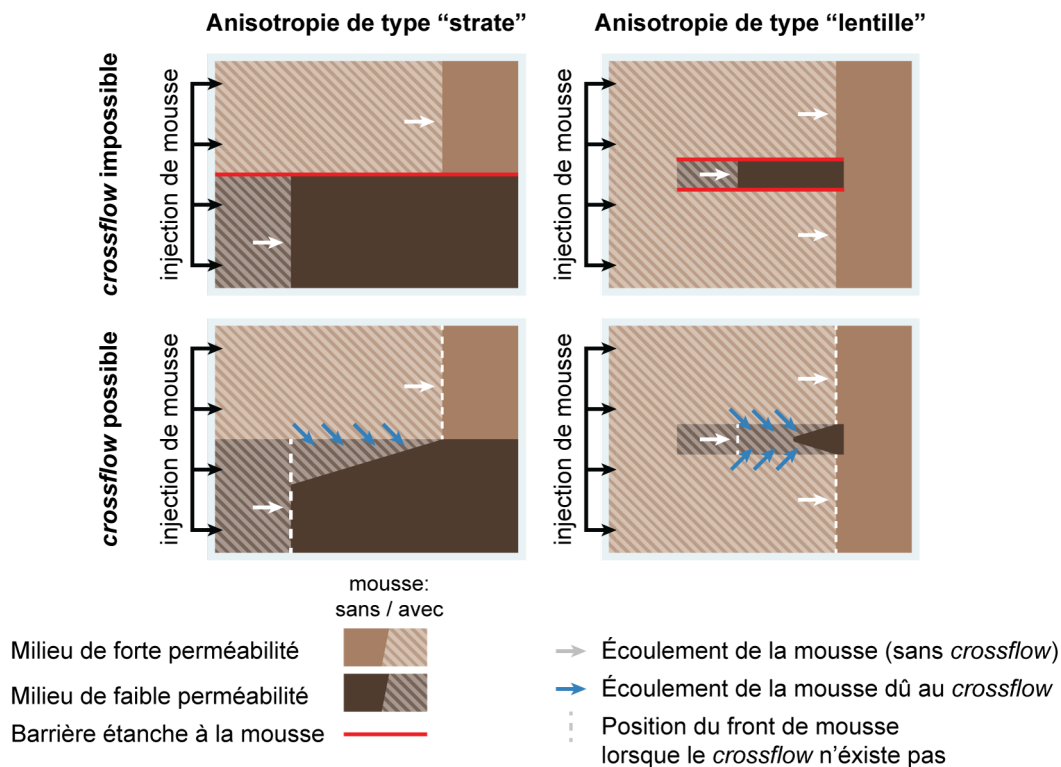 Anisotropie de type “strate”
Anisotropie de type “lentille”
crossflow impossible
injection de mousse
injection de mousse
crossflow possible
injection de mousse
injection de mousse
mousse:
sans / avec
Milieu de forte perméabilité
Milieu de faible perméabilité
Barrière étanche à la mousse
Écoulement de la mousse (sans crossflow)
Écoulement de la mousse dû au crossflow
Position du front de mousse
lorsque le crossflow n’éxiste pas